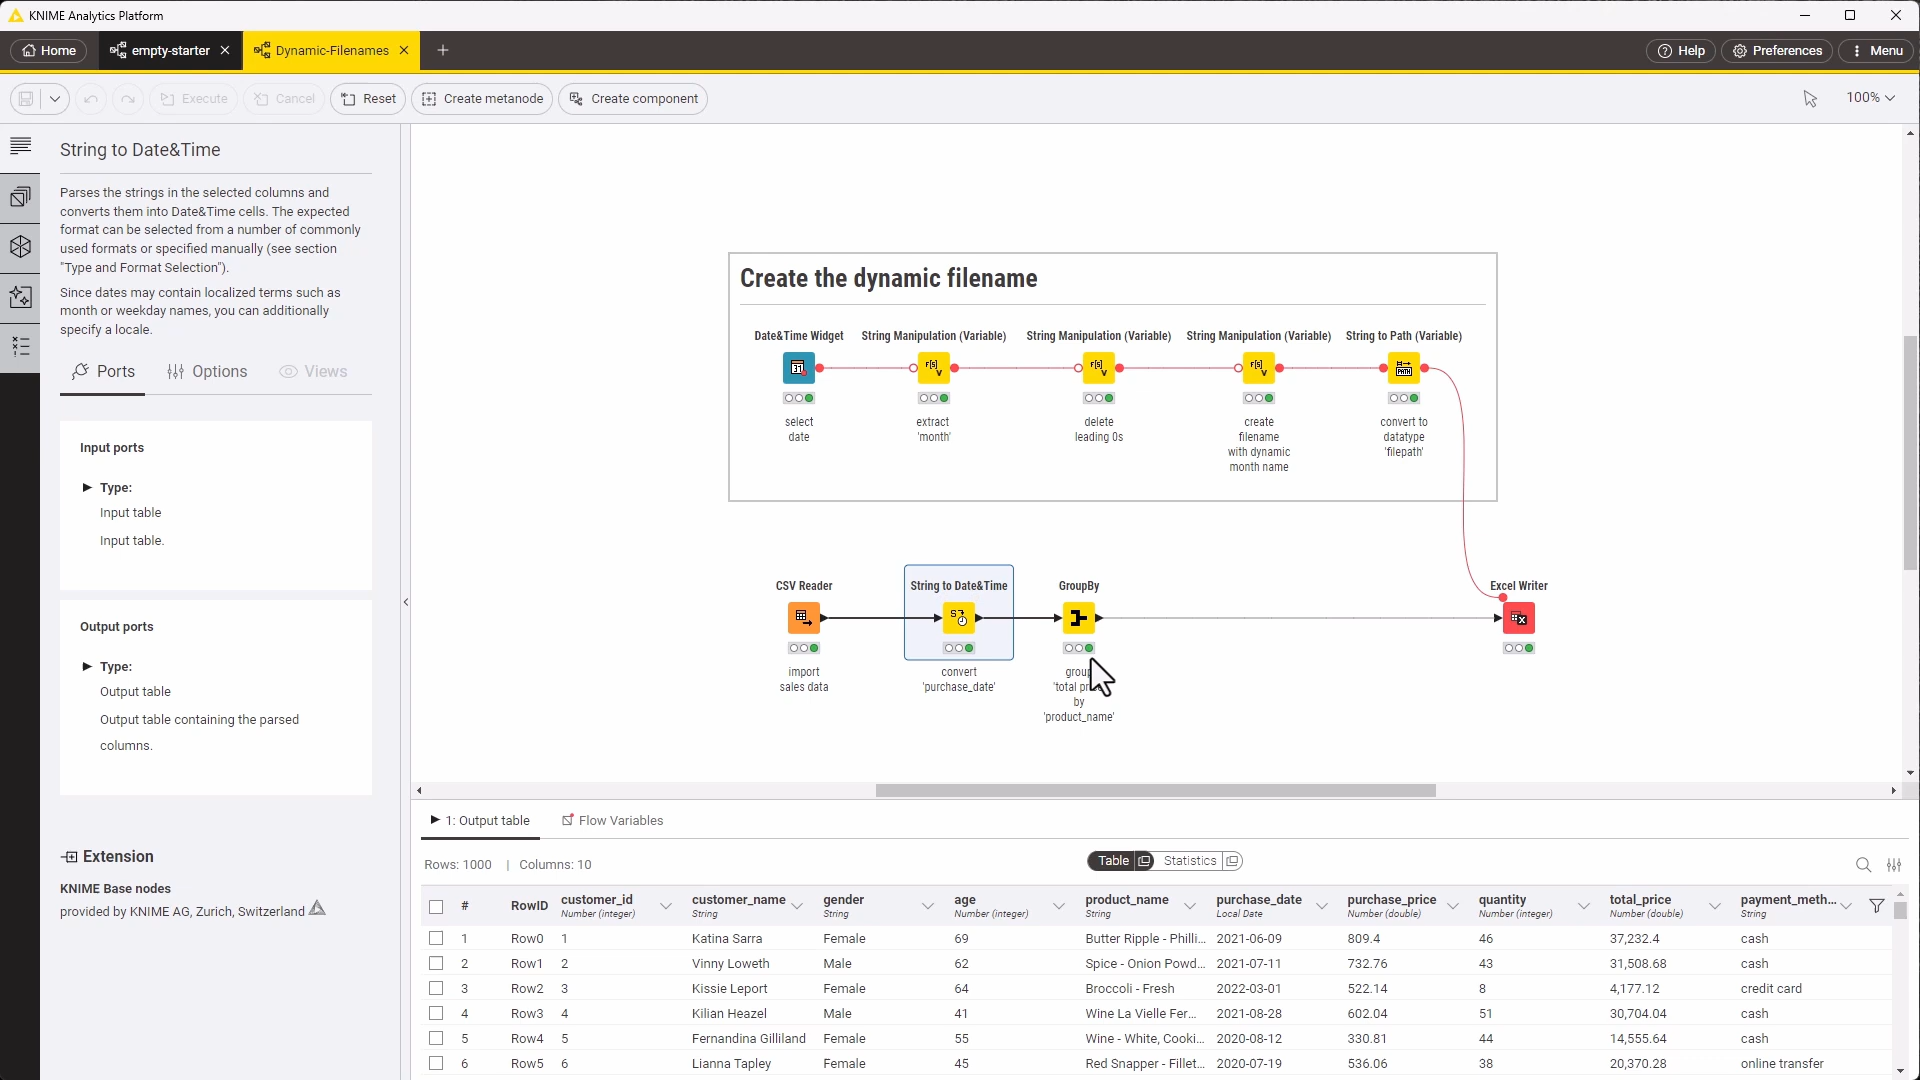 KNIME Analytics Platform
Home
empty-starter
Dynamic-Filenames
Help
Preferences
Menu
Execute
Cancel
Reset
Create metanode
Create component
100%
String to Date&Time
Parses the strings in the selected columns and
converts them into Date&Time cells. The expected
format can be selected from a number of commonly
used formats or specified manually (see section
"Type and Format Selection").
Since dates may contain localized terms such as
month or weekday names, you can additionally
specify a locale.
Ports
Options
Views
Input ports
Type:
Input table
Input table.
Output ports
Type:
Output table
Output table containing the parsed
columns.
Extension
KNIME Base nodes
provided by KNIME AG, Zurich, Switzerland
Create the dynamic filename
Date&Time Widget
String Manipulation (Variable)
String Manipulation (Variable)
String Manipulation (Variable)
String to Path (Variable)
select
date
extract
'month'
delete
leading 0s
create
filename
with dynamic
month name
convert to
datatype
'filepath'
CSV Reader
String to Date&Time
GroupBy
Excel Writer
import
sales data
convert
'purchase_date'
group
'total
by
'product_name'
1: Output table
Flow Variables
Rows: 1000 | Columns: 10
Table
Statistics
# RowID customer_id customer_name gender age product_name purchase_date purchase_price quantity total_price payment_meth...
Number (integer) String String Number (integer) String Local Date Number (double) Number (integer) Number (double) String
1 Row0 1 Katina Sarra Female 69 Butter Ripple - Philli... 2021-06-09 809.4 46 37,232.4 cash
2 Row1 2 Vinny Loweth Male 62 Spice - Onion Powd... 2021-07-11 732.76 43 31,508.68 cash
3 Row2 3 Kissie Leport Female 64 Broccoli - Fresh 2022-03-01 522.14 8 4,177.12 credit card
4 Row3 4 Kilian Heazel Male 41 Wine La Vielle Fer... 2021-08-28 602.04 51 30,704.04 cash
5 Row4 5 Fernandina Gilliland Female 55 Wine - White, Cooki... 2020-08-12 330.81 44 14,555.64 cash
6 Row5 6 Lianna Tapley Female 45 Red Snapper - Fillet... 2020-07-19 536.06 38 20,370.28 online transfer